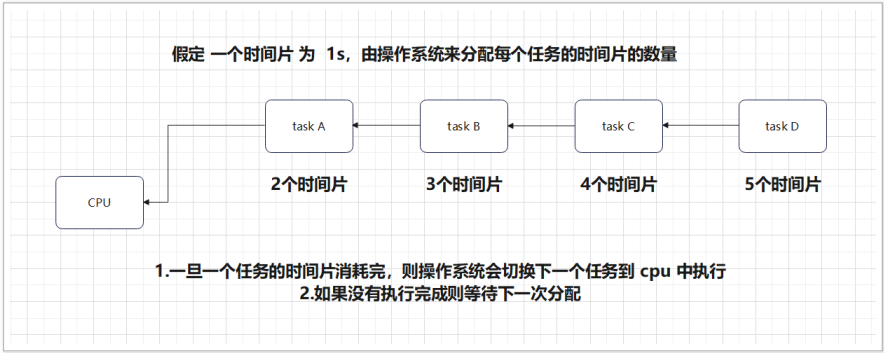 假定 一个时间片 为  1s，由操作系统来分配每个任务的时间片的数量
task A
task B
task C
task D
2个时间片
3个时间片
4个时间片
5个时间片
CPU
1.一旦一个任务的时间片消耗完，则操作系统会切换下一个任务到 cpu 中执行
2.如果没有执行完成则等待下一次分配